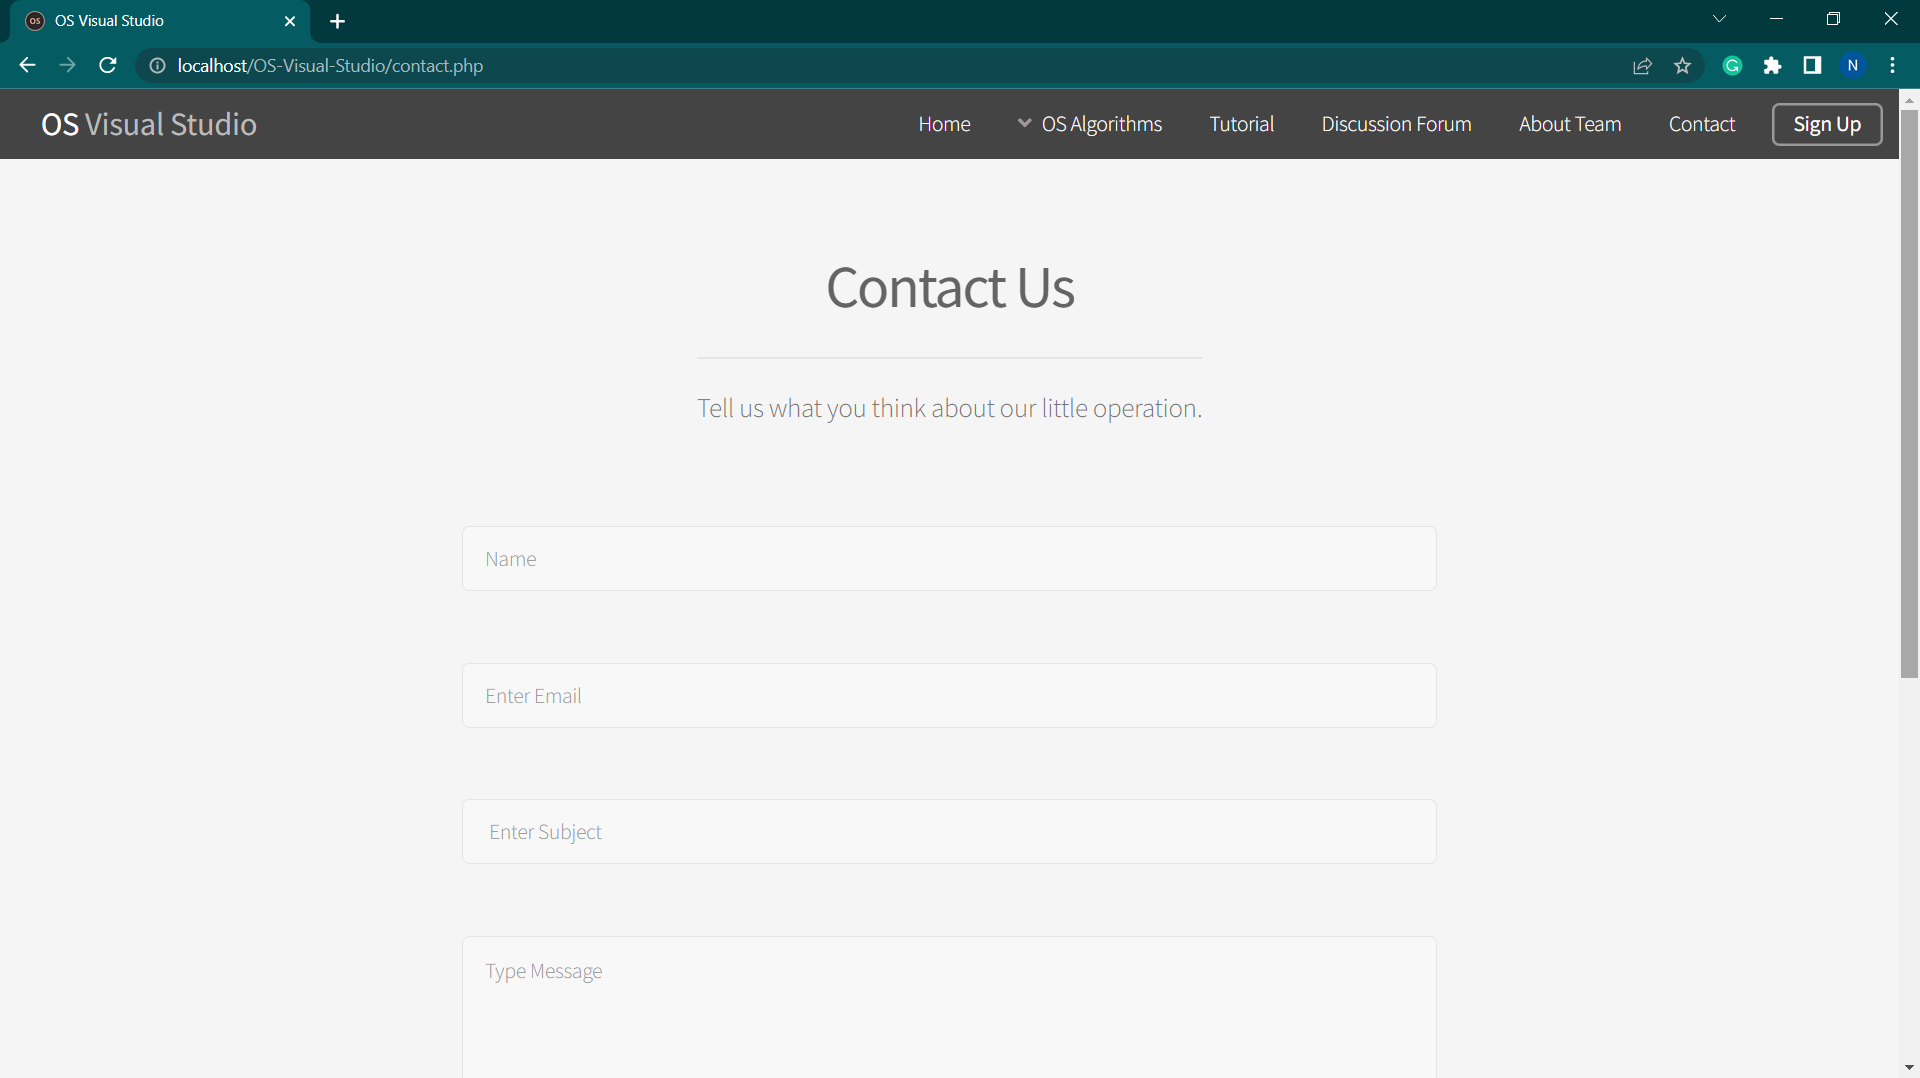 OS Visual Studio
localhost/OS-Visual-Studio/contact.php
N
OS Visual Studio
Home
OS Algorithms
Tutorial
Discussion Forum
About Team
Contact
Sign Up
Contact Us
Tell us what you think about our little operation.
Name
Enter Email
Enter Subject
Type Message